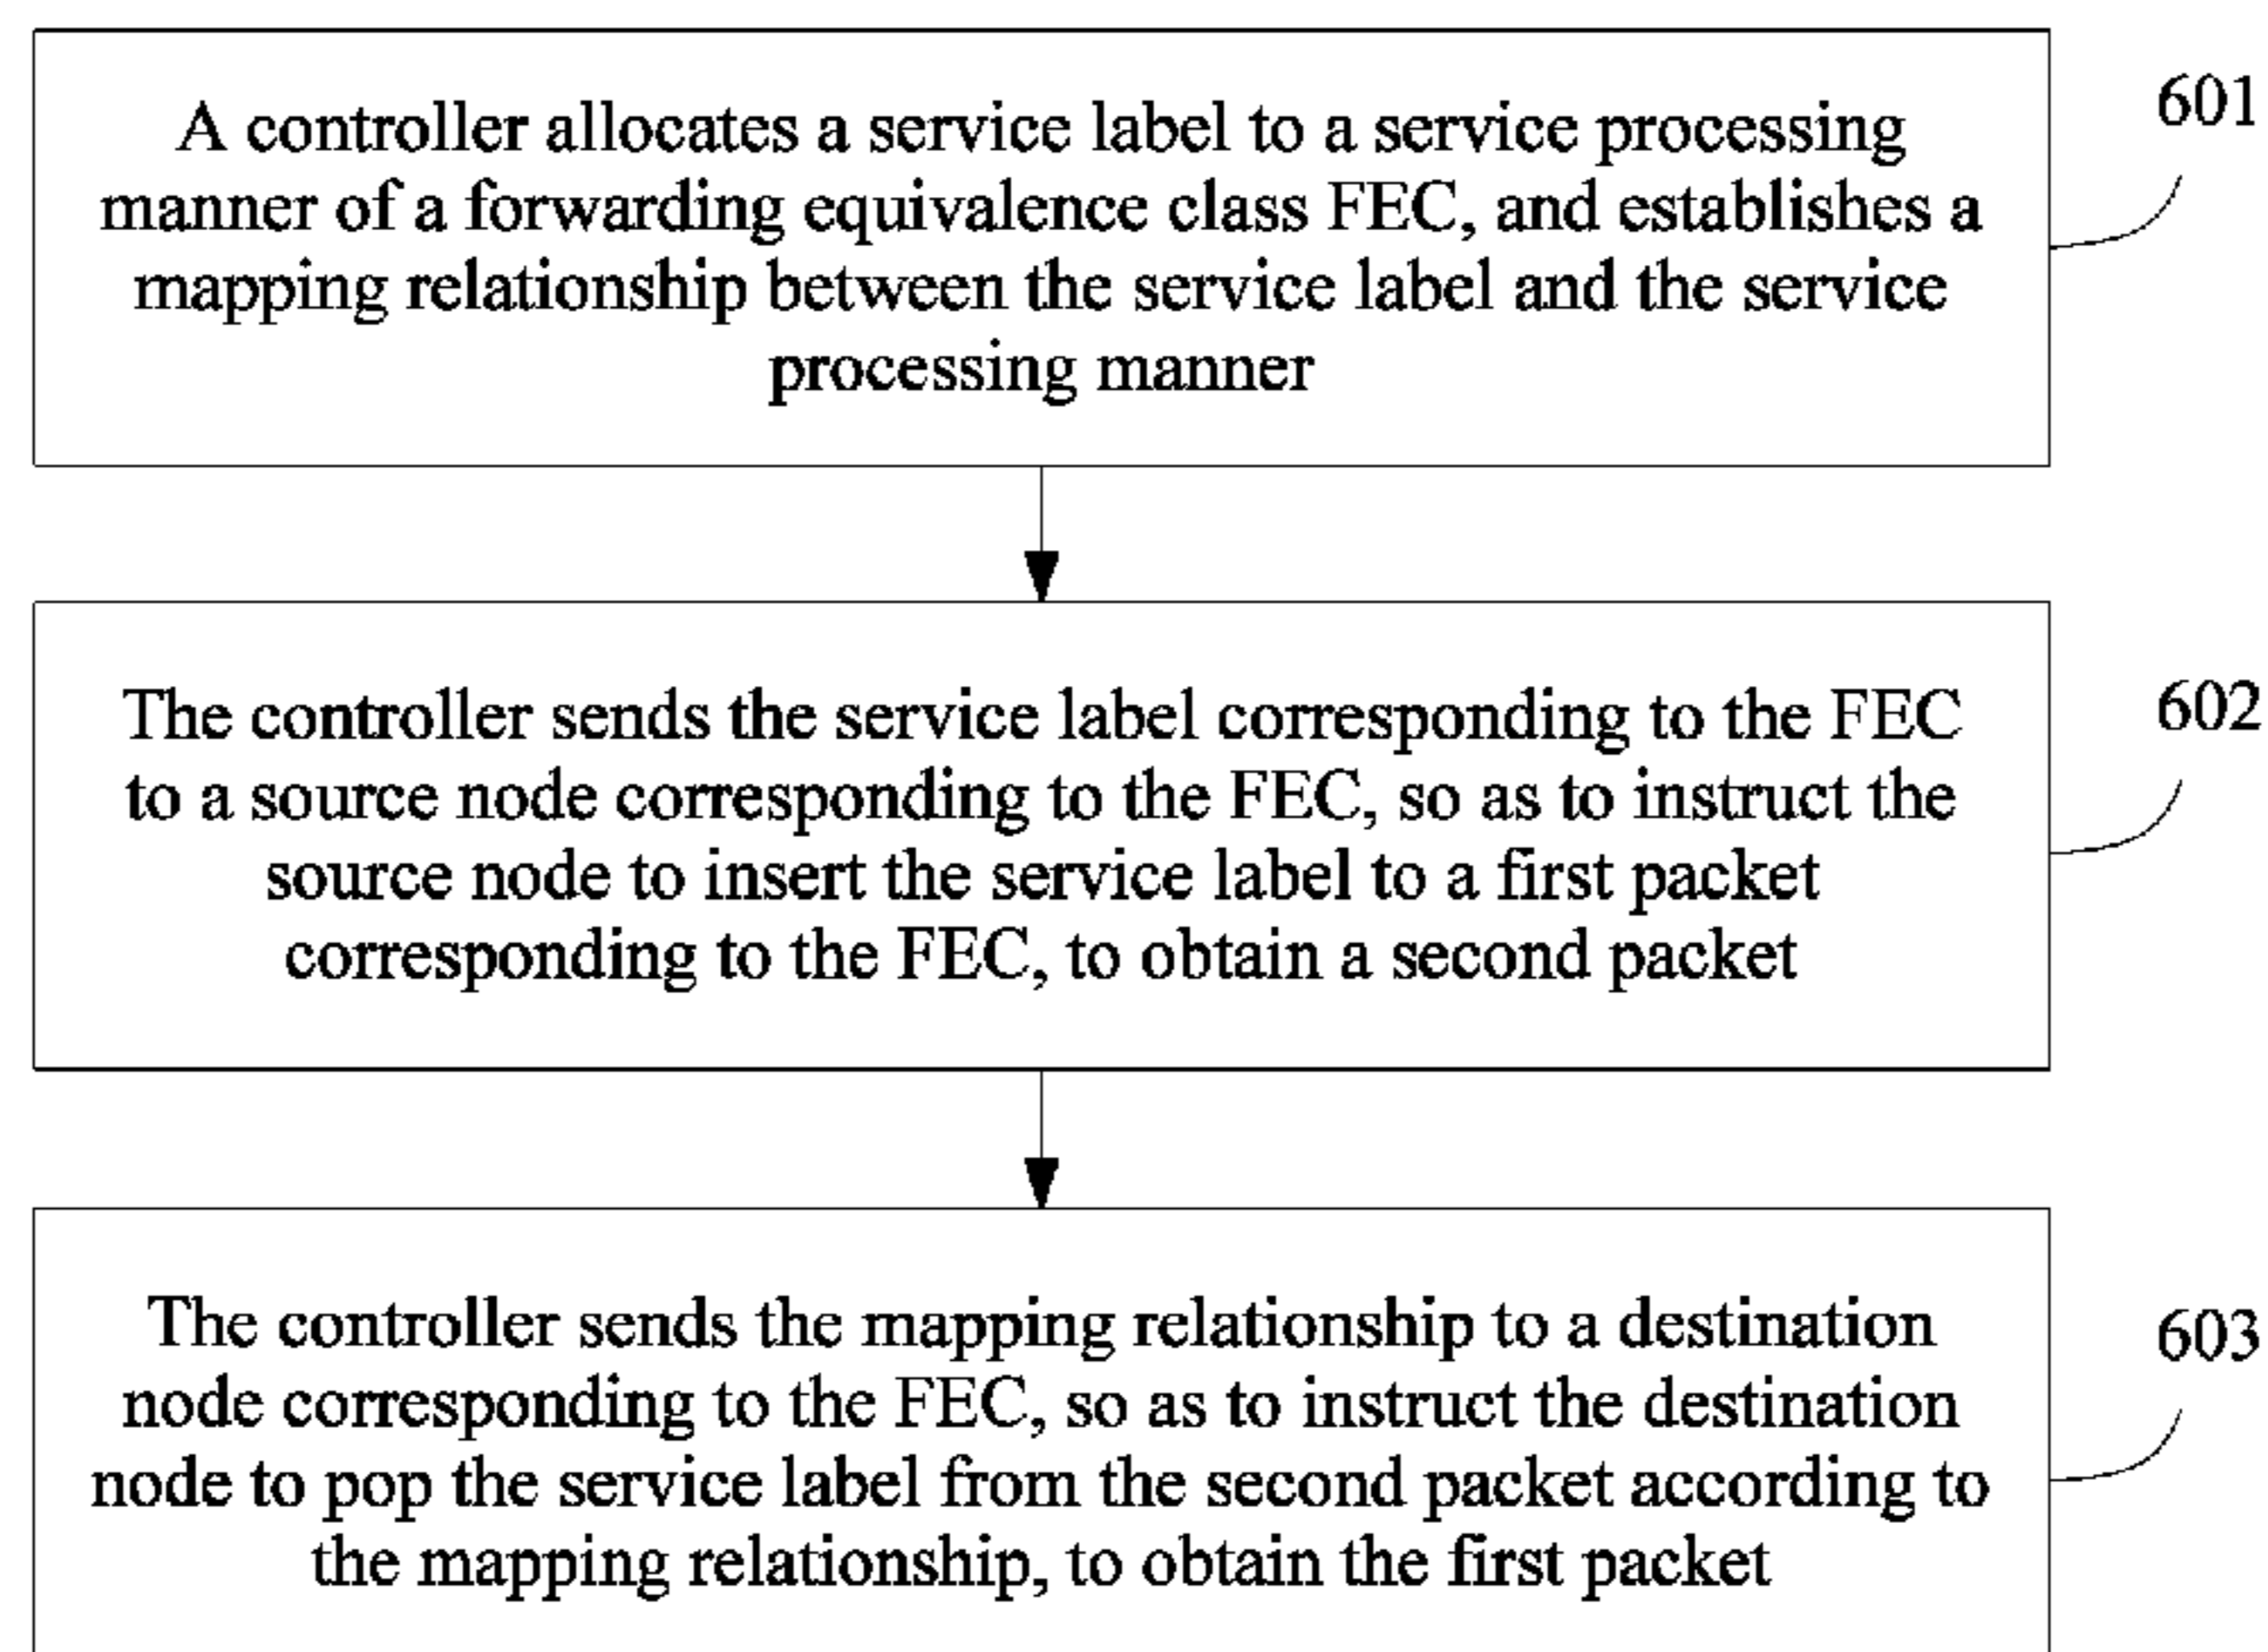 A controller allocates a service label to a service processing
manner of a forwarding equivalence class FEC, and establishes a
mapping relationship between the service label and the service
processing manner
601
The controller sends the service label corresponding to the FEC
to a source node corresponding to the FEC, so as to instruct the
source node to insert the service label to a first packet
corresponding to the FEC, to obtain a second packet
602
The controller sends the mapping relationship to a destination
node corresponding to the FEC, so as to instruct the destination
node to pop the service label from the second packet according to
the mapping relationship, to obtain the first packet
603